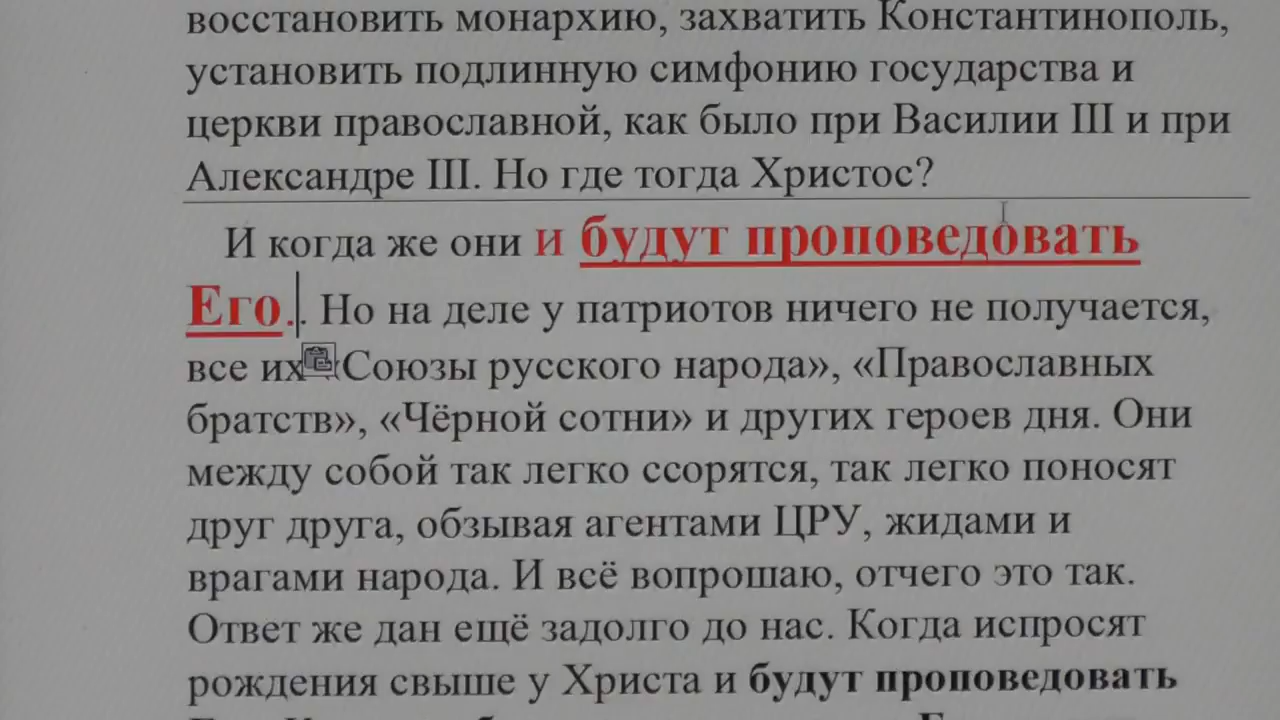 восстановить монархию, захватить Константинополь,
установить подлинную симфонию государства и
церкви православной, как было при Василии III и при
Александре III. Но где тогда Христос?
И когда же они и будут проповедовать
Его.. Но на деле у патриотов ничего не получается,
все их «Союзы русского народа», «Православных
братств», «Чёрной сотни» и других героев дня. Они
между собой так легко ссорятся, так легко поносят
друг друга, обзывая агентами ЦРУ, жидами и
врагами народа. И всё вопрошаю, отчего это так.
Ответ же дан ещё задолго до нас. Когда испросят
рождения свыше у Христа и будут проповедовать